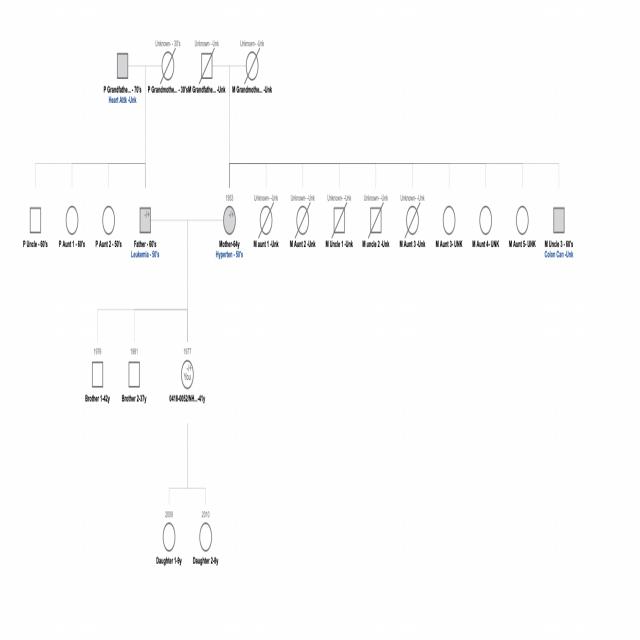 Unknown - 30's
Unknown - Unk
Unknown - Unk
P Grandfathe... - 70's
P Grandmothe... - 30's
M Grandfathe... -Unk
M Grandmothe... -Unk
Heart Attk -Unk
1953
Unknown - Unk
Unknown - Unk
Unknown - Unk
Unknown - Unk
Unknown - Unk
-/+
-/+
P Uncle - 60's
P Aunt 1 - 60's
P Aunt 2 - 50's
Father - 60's
Mother-64y
M aunt 1 -Unk
M Aunt 2 -Unk
M Uncle 1 -Unk
M uncle 2 -Unk
M Aunt 3 -Unk
M Aunt 3- UNK
M Aunt 4- UNK
M Aunt 5- UNK
M Uncle 3 - 60's
Leukemia - 50's
Hyperten - 50's
Colon Can -Unk
1976
1981
1977
-/+
You
Brother 1-42y
Brother 2-37y
0418-0052/NH...-41y
2009
2010
Daughter 1-9y
Daughter 2-8y